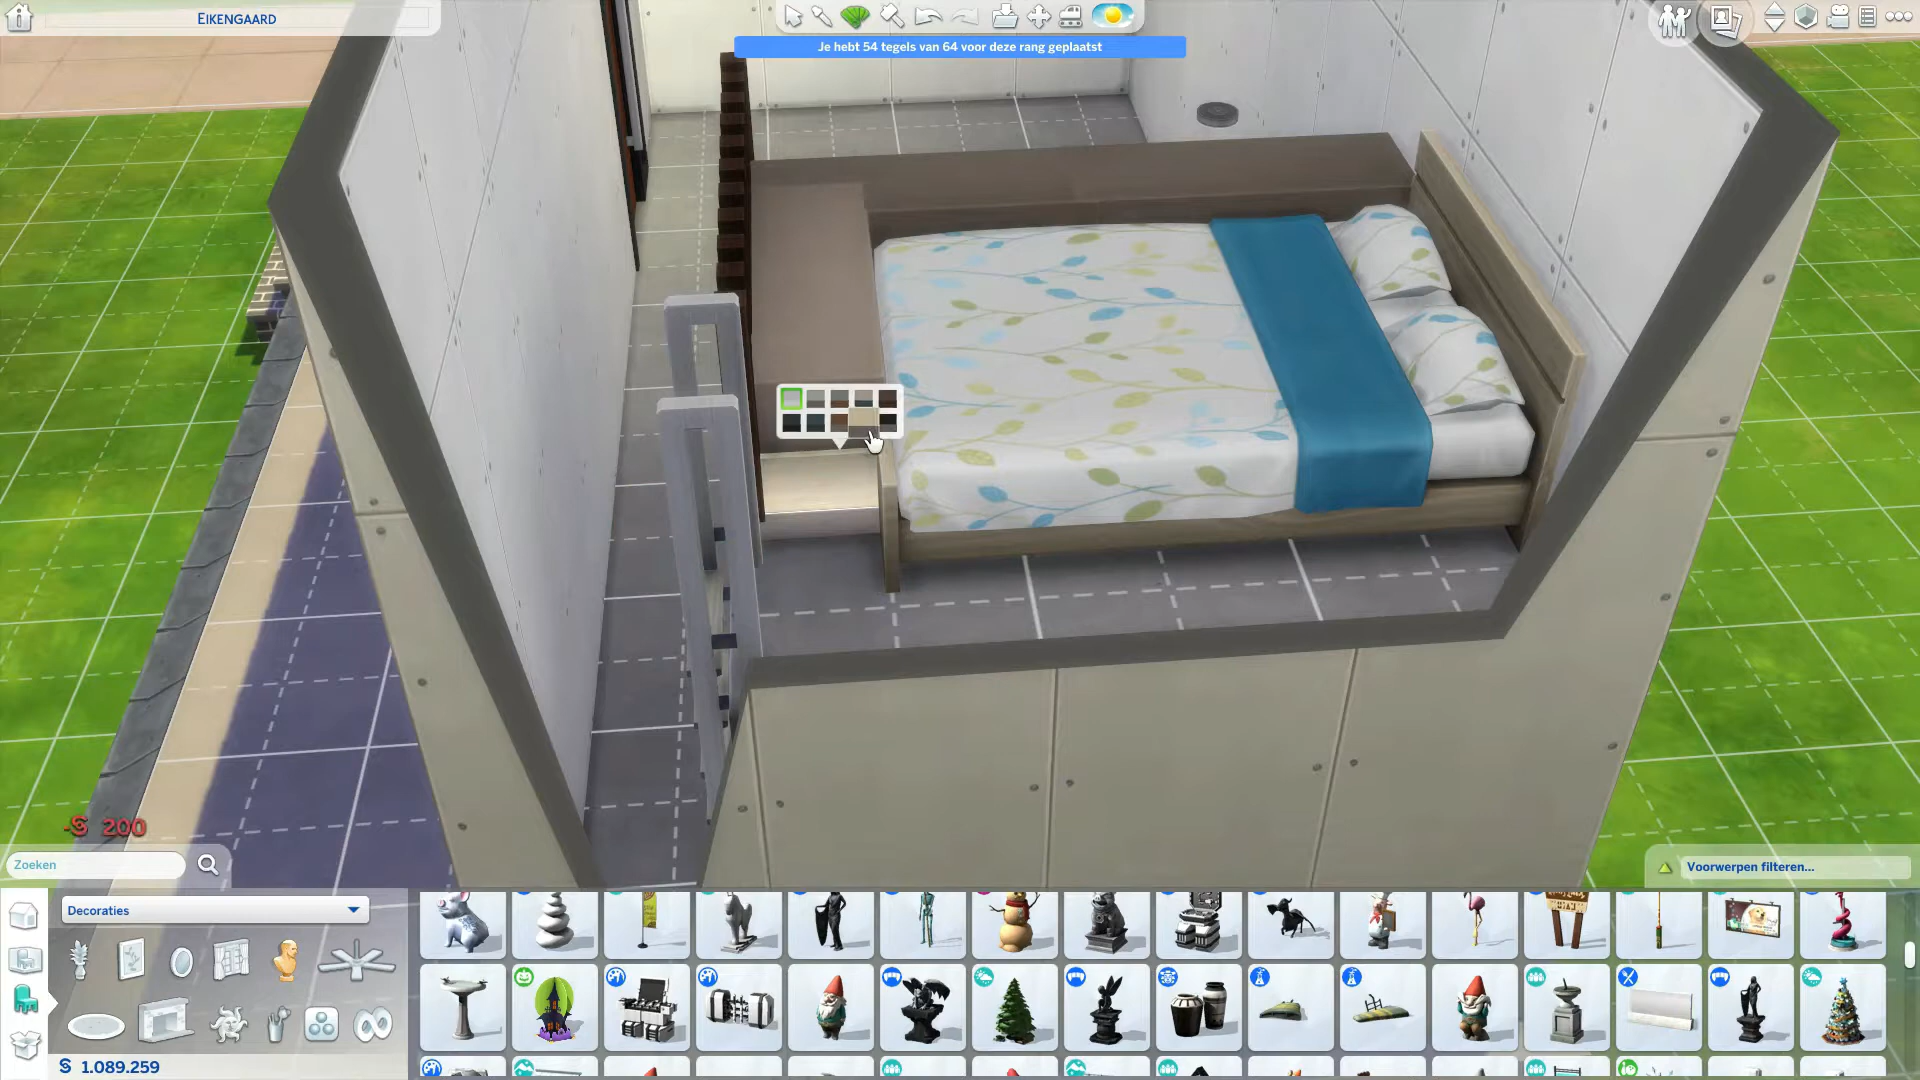 EIKENGAARD
Je hebt 54 tegels van 64 voor deze rang geplaatst
-§ 200
Zoeken
Voorwerpen filteren...
Decoraties
§ 1.089.259